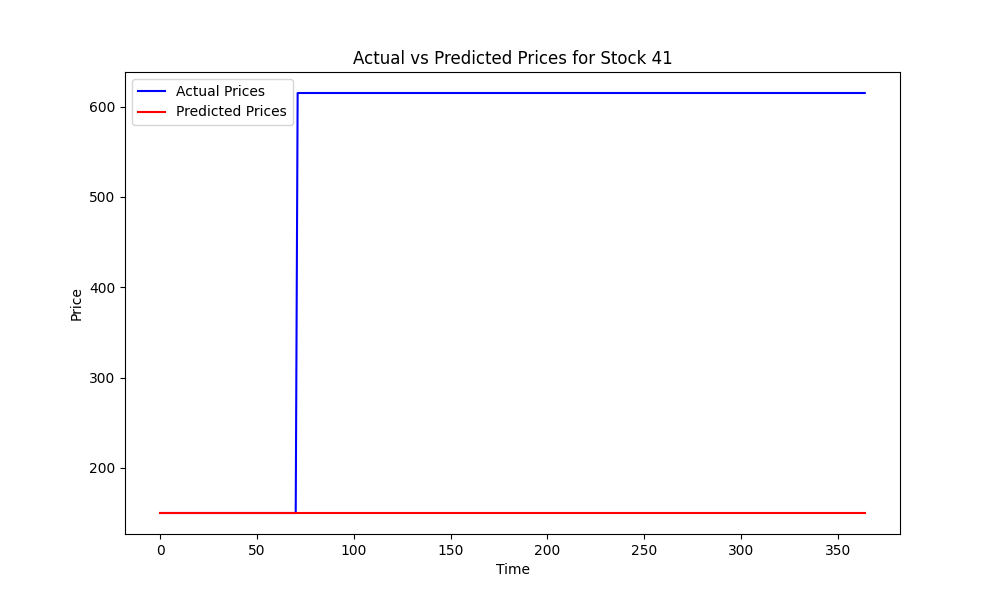 Actual vs Predicted Prices for Stock 41
Actual Prices
Predicted Prices
600
500
400
300
200
Price
0 50 100 150 200 250 300 350
Time